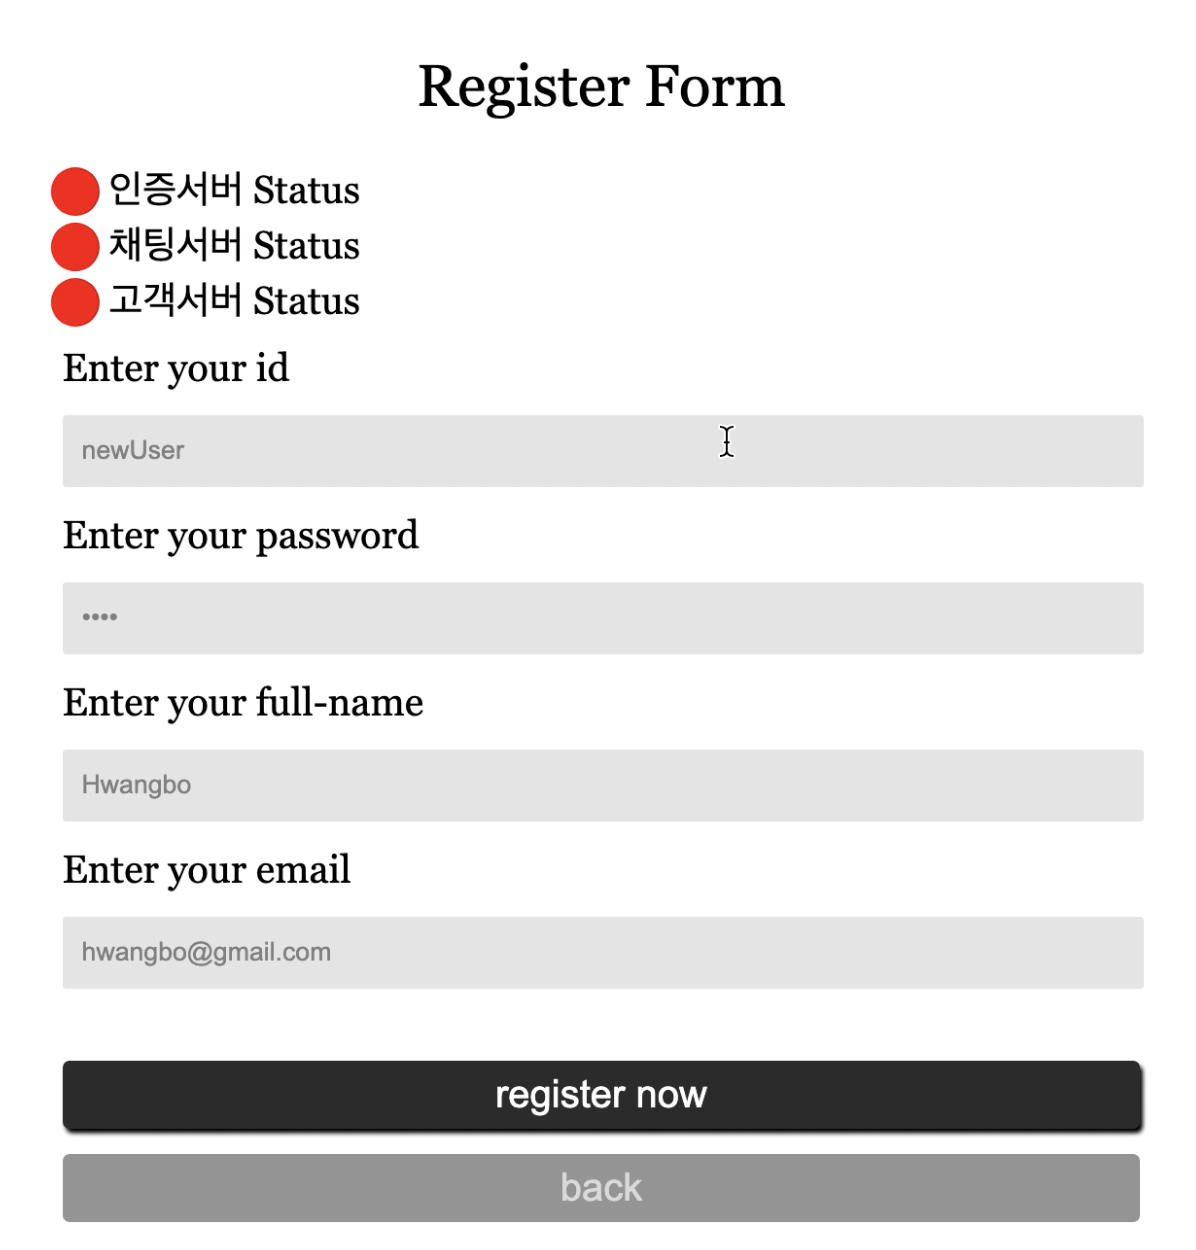 Register Form
인증서버 Status
채팅서버 Status
고객서버 Status
Enter your id
newUser
Enter your password
••••
Enter your full-name
Hwangbo
Enter your email
hwangbo@gmail.com
register now
back